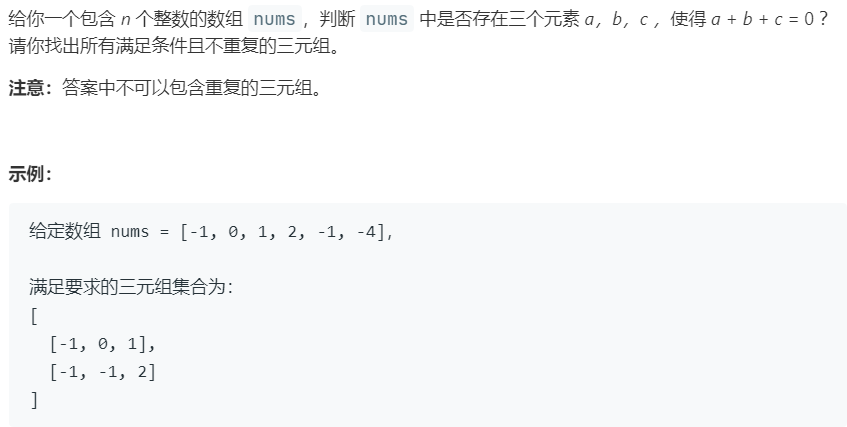 给你一个包含 n 个整数的数组 nums，判断 nums 中是否存在三个元素 a，b，c ，使得 a + b + c = 0 ？
请你找出所有满足条件且不重复的三元组。
注意：答案中不可以包含重复的三元组。
示例：
给定数组 nums = [-1, 0, 1, 2, -1, -4]，
满足要求的三元组集合为：
[
  [-1, 0, 1],
  [-1, -1, 2]
]